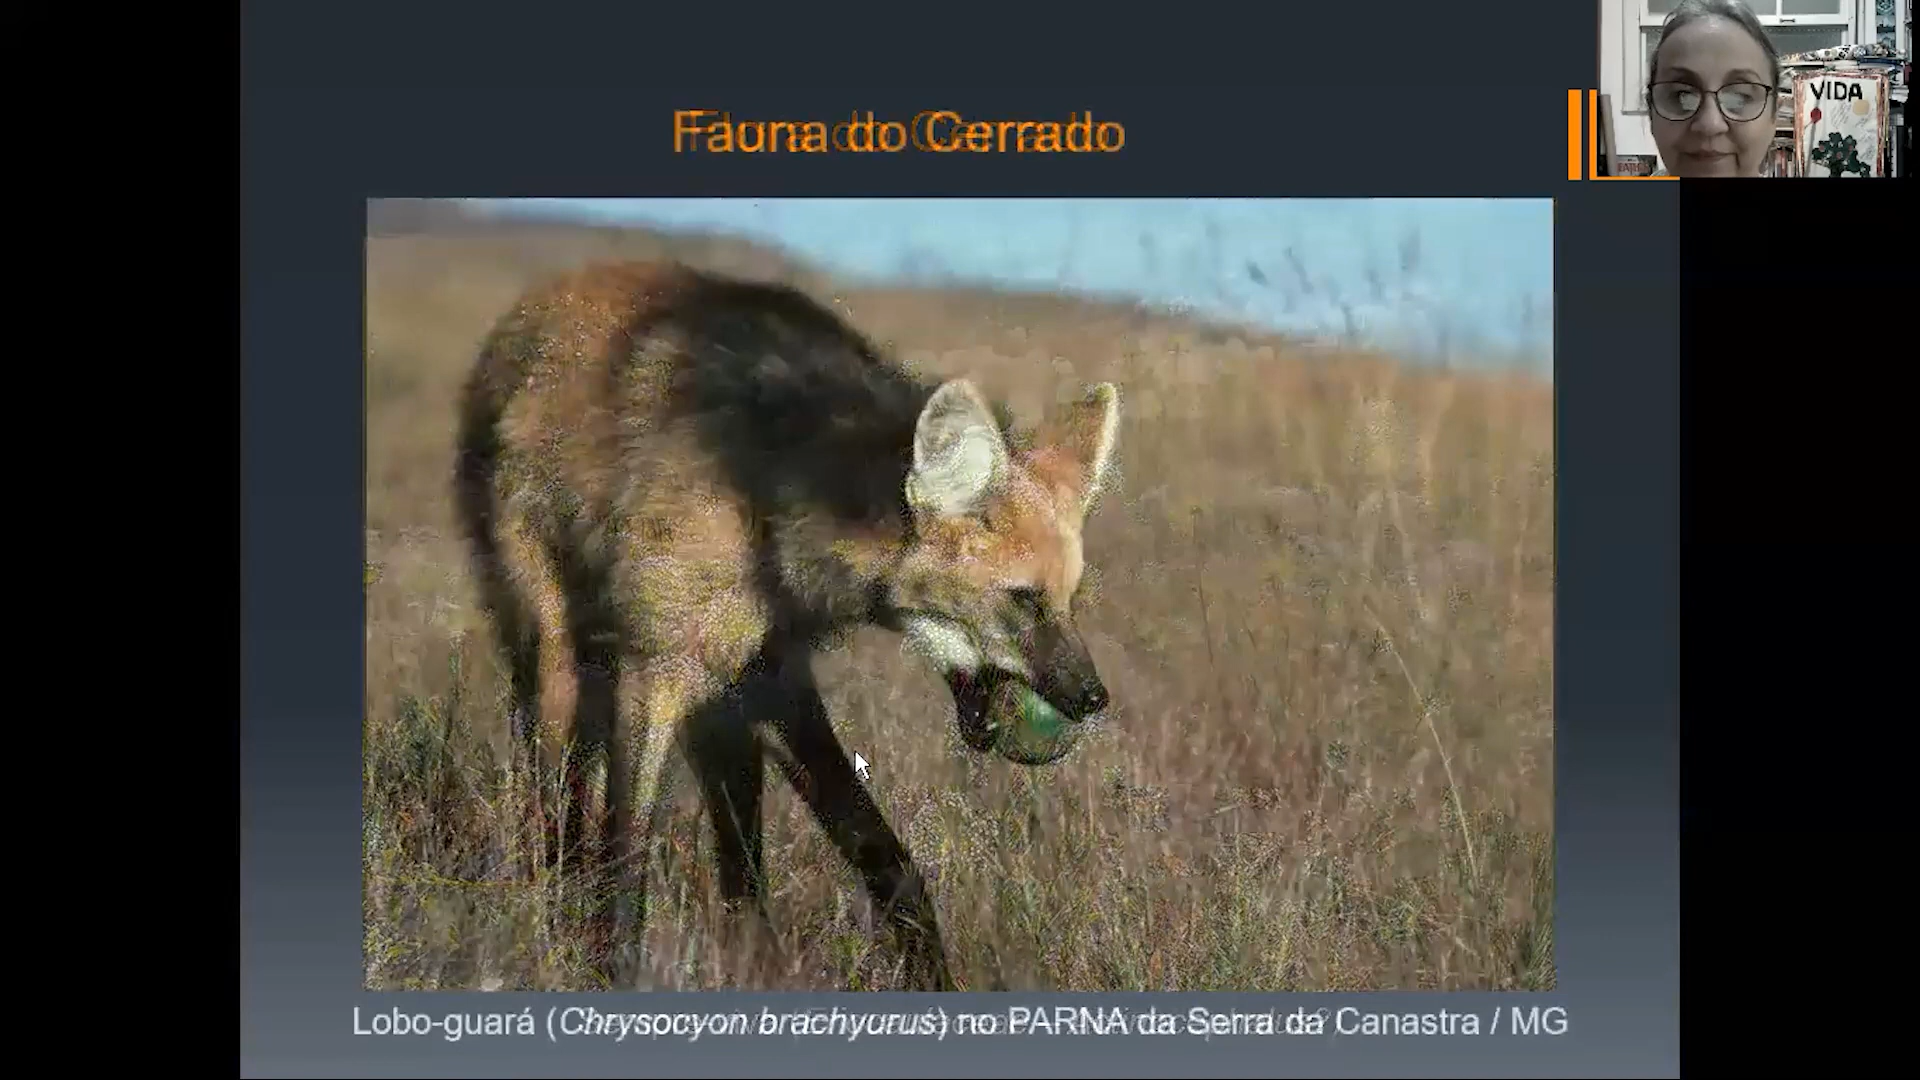 VIDA
Fauna do Cerrado
Lobo-guará (Chrysocyon brachyurus) no PARNA da Serra da Canastra / MG